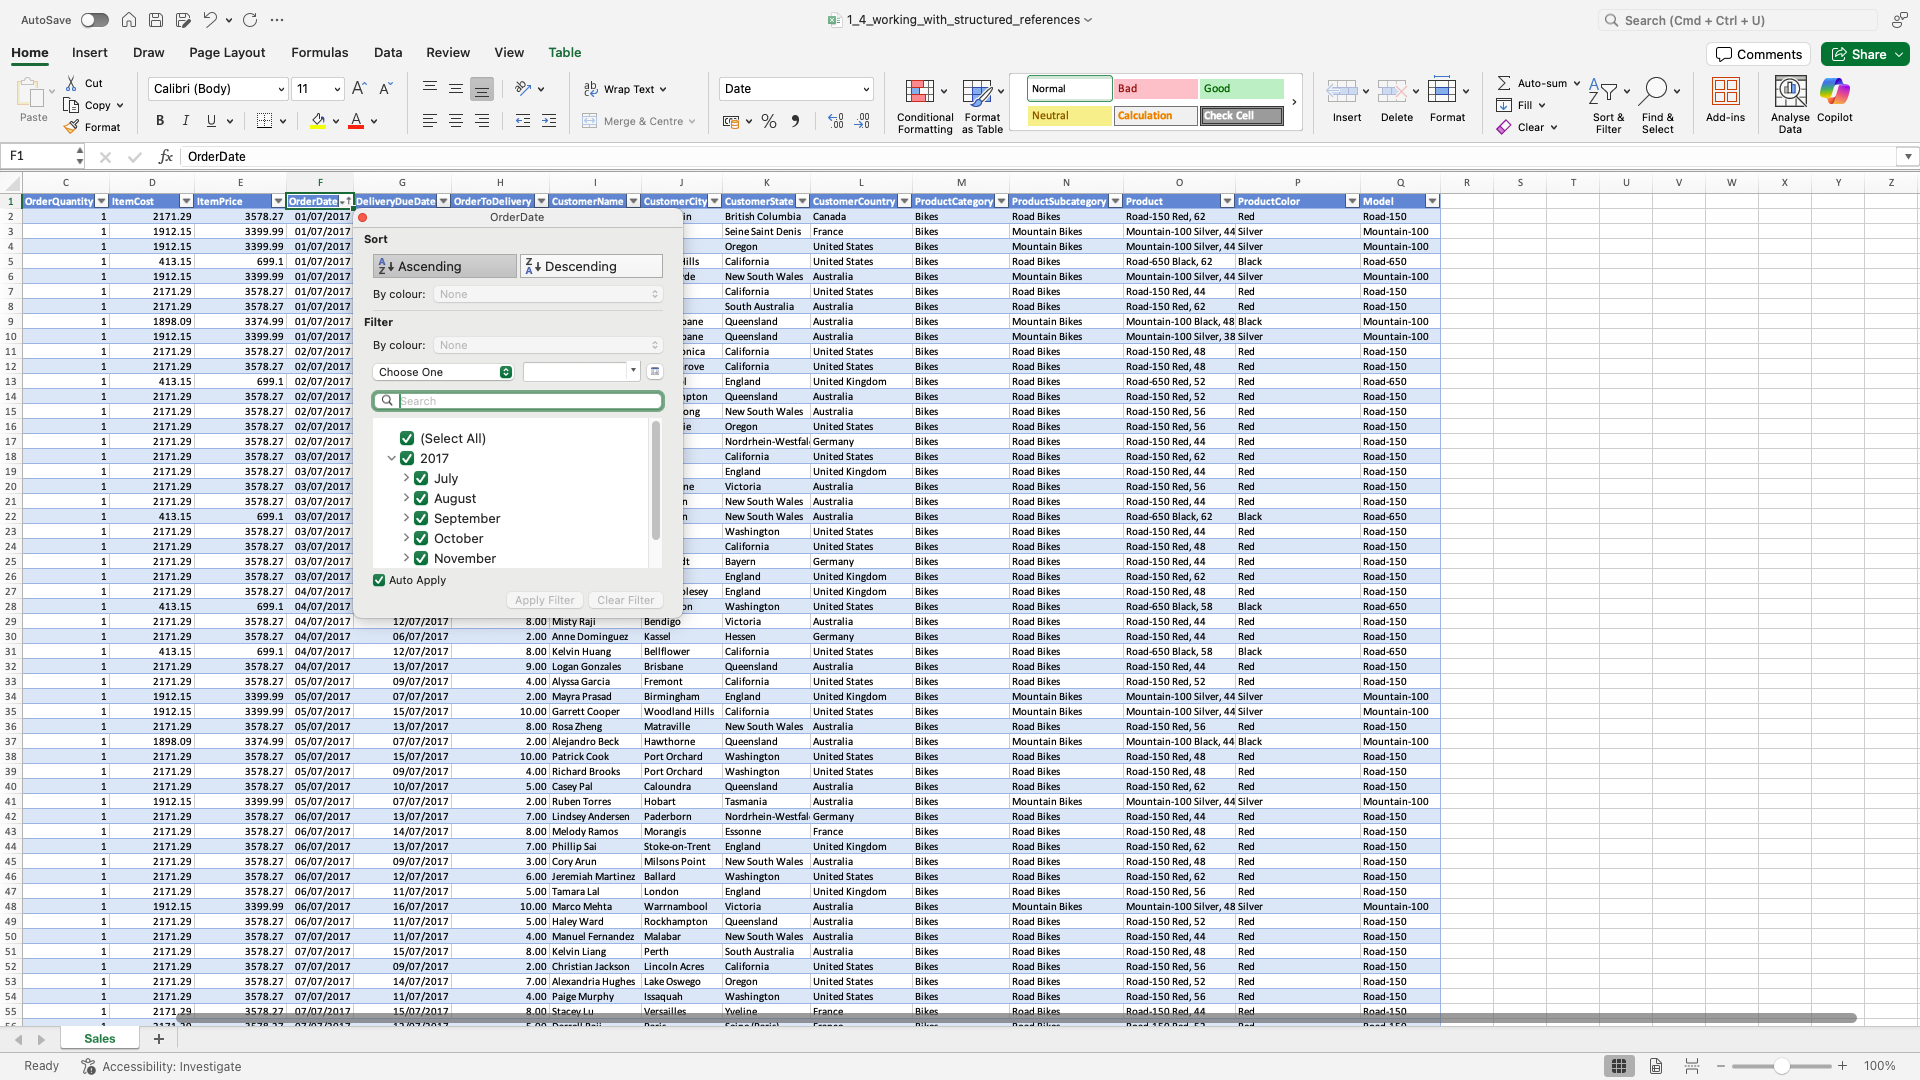 AutoSave
1_4_working_with_structured_references
Search (Cmd + Ctrl + U)
Home Insert Draw Page Layout Formulas Data Review View Table
Comments Share
Paste
Cut
Copy
Format
Calibri (Body) 11
B I U
Wrap Text
Merge & Centre
Date
Conditional Formatting
Format as Table
Normal Bad Good
Neutral Calculation Check Cell
Insert Delete Format
Auto-sum
Fill
Clear
Sort & Filter
Find & Select
Add-ins
Analyse Data
Copilot
F1 fx OrderDate
C D E F G H I J K L M N O P Q R S T U V W X Y Z
1 OrderQuantity ItemCost ItemPrice OrderDate DeliveryDueDate OrderToDelivery CustomerName CustomerCity CustomerState CustomerCountry ProductCategory ProductSubcategory Product ProductColor Model
OrderDate
Sort
Ascending Descending
By colour: None
Filter
By colour: None
Choose One
Search
(Select All)
2017
July
August
September
October
November
Auto Apply
Apply Filter Clear Filter
2 1 2171.29 3578.27 01/07/2017 in British Columbia Canada Bikes Road Bikes Road-150 Red, 62 Red Road-150
3 1 1912.15 3399.99 01/07/2017 Seine Saint Denis France Bikes Mountain Bikes Mountain-100 Silver, 44 Silver Mountain-100
4 1 1912.15 3399.99 01/07/2017 Oregon United States Bikes Mountain Bikes Mountain-100 Silver, 44 Silver Mountain-100
5 1 413.15 699.1 01/07/2017 ills California United States Bikes Road Bikes Road-650 Black, 62 Black Road-650
6 1 1912.15 3399.99 01/07/2017 de New South Wales Australia Bikes Mountain Bikes Mountain-100 Silver, 44 Silver Mountain-100
7 1 2171.29 3578.27 01/07/2017 California United States Bikes Road Bikes Road-150 Red, 44 Red Road-150
8 1 2171.29 3578.27 01/07/2017 South Australia Australia Bikes Road Bikes Road-150 Red, 62 Red Road-150
9 1 1898.09 3374.99 01/07/2017 bane Queensland Australia Bikes Mountain Bikes Mountain-100 Black, 48 Black Mountain-100
10 1 1912.15 3399.99 01/07/2017 bane Queensland Australia Bikes Mountain Bikes Mountain-100 Silver, 38 Silver Mountain-100
11 1 2171.29 3578.27 02/07/2017 onica California United States Bikes Road Bikes Road-150 Red, 48 Red Road-150
12 1 2171.29 3578.27 02/07/2017 rove California United States Bikes Road Bikes Road-150 Red, 48 Red Road-150
13 1 413.15 699.1 02/07/2017 l England United Kingdom Bikes Road Bikes Road-650 Red, 52 Red Road-650
14 1 2171.29 3578.27 02/07/2017 npton Queensland Australia Bikes Road Bikes Road-150 Red, 52 Red Road-150
15 1 2171.29 3578.27 02/07/2017 ong New South Wales Australia Bikes Road Bikes Road-150 Red, 56 Red Road-150
16 1 2171.29 3578.27 02/07/2017 ie Oregon United States Bikes Road Bikes Road-150 Red, 56 Red Road-150
17 1 2171.29 3578.27 02/07/2017 Nordrhein-Westfal Germany Bikes Road Bikes Road-150 Red, 44 Red Road-150
18 1 2171.29 3578.27 03/07/2017 California United States Bikes Road Bikes Road-150 Red, 62 Red Road-150
19 1 2171.29 3578.27 03/07/2017 England United Kingdom Bikes Road Bikes Road-150 Red, 44 Red Road-150
20 1 2171.29 3578.27 03/07/2017 ne Victoria Australia Bikes Road Bikes Road-150 Red, 56 Red Road-150
21 1 2171.29 3578.27 03/07/2017 n New South Wales Australia Bikes Road Bikes Road-150 Red, 44 Red Road-150
22 1 413.15 699.1 03/07/2017 n New South Wales Australia Bikes Road Bikes Road-650 Black, 62 Black Road-650
23 1 2171.29 3578.27 03/07/2017 Washington United States Bikes Road Bikes Road-150 Red, 44 Red Road-150
24 1 2171.29 3578.27 03/07/2017 California United States Bikes Road Bikes Road-150 Red, 48 Red Road-150
25 1 2171.29 3578.27 03/07/2017 dt Bayern Germany Bikes Road Bikes Road-150 Red, 44 Red Road-150
26 1 2171.29 3578.27 03/07/2017 England United Kingdom Bikes Road Bikes Road-150 Red, 62 Red Road-150
27 1 2171.29 3578.27 04/07/2017 olesey England United Kingdom Bikes Road Bikes Road-150 Red, 48 Red Road-150
28 1 413.15 699.1 04/07/2017 on Washington United States Bikes Road Bikes Road-650 Black, 58 Black Road-650
29 1 2171.29 3578.27 04/07/2017 12/07/2017 8.00 Misty Raji Bendigo Victoria Australia Bikes Road Bikes Road-150 Red, 44 Red Road-150
30 1 2171.29 3578.27 04/07/2017 06/07/2017 2.00 Anne Dominguez Kassel Hessen Germany Bikes Road Bikes Road-150 Red, 44 Red Road-150
31 1 413.15 699.1 04/07/2017 12/07/2017 8.00 Kelvin Huang Bellflower California United States Bikes Road Bikes Road-650 Black, 58 Black Road-650
32 1 2171.29 3578.27 04/07/2017 13/07/2017 9.00 Logan Gonzales Brisbane Queensland Australia Bikes Road Bikes Road-150 Red, 44 Red Road-150
33 1 2171.29 3578.27 05/07/2017 09/07/2017 4.00 Alyssa Garcia Fremont California United States Bikes Road Bikes Road-150 Red, 52 Red Road-150
34 1 1912.15 3399.99 05/07/2017 07/07/2017 2.00 Mayra Prasad Birmingham England United Kingdom Bikes Mountain Bikes Mountain-100 Silver, 44 Silver Mountain-100
35 1 1912.15 3399.99 05/07/2017 15/07/2017 10.00 Garrett Cooper Woodland Hills California United States Bikes Mountain Bikes Mountain-100 Silver, 44 Silver Mountain-100
36 1 2171.29 3578.27 05/07/2017 13/07/2017 8.00 Rosa Zheng Matraville New South Wales Australia Bikes Road Bikes Road-150 Red, 56 Red Road-150
37 1 1898.09 3374.99 05/07/2017 07/07/2017 2.00 Alejandro Beck Hawthorne Queensland Australia Bikes Mountain Bikes Mountain-100 Black, 44 Black Mountain-100
38 1 2171.29 3578.27 05/07/2017 15/07/2017 10.00 Patrick Cook Port Orchard Washington United States Bikes Road Bikes Road-150 Red, 48 Red Road-150
39 1 2171.29 3578.27 05/07/2017 09/07/2017 4.00 Richard Brooks Port Orchard Washington United States Bikes Road Bikes Road-150 Red, 48 Red Road-150
40 1 2171.29 3578.27 05/07/2017 10/07/2017 5.00 Casey Pal Caloundra Queensland Australia Bikes Road Bikes Road-150 Red, 62 Red Road-150
41 1 1912.15 3399.99 05/07/2017 07/07/2017 2.00 Ruben Torres Hobart Tasmania Australia Bikes Mountain Bikes Mountain-100 Silver, 44 Silver Mountain-100
42 1 2171.29 3578.27 06/07/2017 13/07/2017 7.00 Lindsey Andersen Paderborn Nordrhein-Westfal Germany Bikes Road Bikes Road-150 Red, 44 Red Road-150
43 1 2171.29 3578.27 06/07/2017 14/07/2017 8.00 Melody Ramos Morangis Essonne France Bikes Road Bikes Road-150 Red, 48 Red Road-150
44 1 2171.29 3578.27 06/07/2017 13/07/2017 7.00 Phillip Sai Stoke-on-Trent England United Kingdom Bikes Road Bikes Road-150 Red, 62 Red Road-150
45 1 2171.29 3578.27 06/07/2017 09/07/2017 3.00 Cory Arun Milsons Point New South Wales Australia Bikes Road Bikes Road-150 Red, 48 Red Road-150
46 1 2171.29 3578.27 06/07/2017 12/07/2017 6.00 Jeremiah Martinez Ballard Washington United States Bikes Road Bikes Road-150 Red, 62 Red Road-150
47 1 2171.29 3578.27 06/07/2017 11/07/2017 5.00 Tamara Lal London England United Kingdom Bikes Road Bikes Road-150 Red, 56 Red Road-150
48 1 1912.15 3399.99 06/07/2017 16/07/2017 10.00 Marco Mehta Warrnambool Victoria Australia Bikes Mountain Bikes Mountain-100 Silver, 48 Silver Mountain-100
49 1 2171.29 3578.27 06/07/2017 11/07/2017 5.00 Haley Ward Rockhampton Queensland Australia Bikes Road Bikes Road-150 Red, 52 Red Road-150
50 1 2171.29 3578.27 07/07/2017 11/07/2017 4.00 Manuel Fernandez Malabar New South Wales Australia Bikes Road Bikes Road-150 Red, 44 Red Road-150
51 1 2171.29 3578.27 07/07/2017 15/07/2017 8.00 Kelvin Liang Perth South Australia Australia Bikes Road Bikes Road-150 Red, 48 Red Road-150
52 1 2171.29 3578.27 07/07/2017 09/07/2017 2.00 Christian Jackson Lincoln Acres California United States Bikes Road Bikes Road-150 Red, 56 Red Road-150
53 1 2171.29 3578.27 07/07/2017 14/07/2017 7.00 Alexandria Hughes Lake Oswego Oregon United States Bikes Road Bikes Road-150 Red, 52 Red Road-150
54 1 2171.29 3578.27 07/07/2017 11/07/2017 4.00 Paige Murphy Issaquah Washington United States Bikes Road Bikes Road-150 Red, 56 Red Road-150
55 1 2171.29 3578.27 07/07/2017 15/07/2017 8.00 Stacey Lu Versailles Yveline France Bikes Road Bikes Road-150 Red, 44 Red Road-150
Sales
Ready Accessibility: Investigate 100%